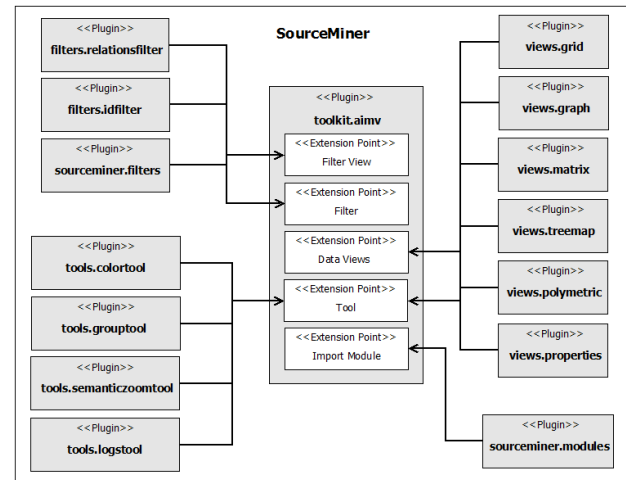 SourceMiner
<<Plugin>>
filters.relationsfilter
<<Plugin>>
filters.idfilter
<<Plugin>>
sourceminer.filters
<<Plugin>>
tools.colortool
<<Plugin>>
tools.grouptool
<<Plugin>>
tools.semanticzoomtool
<<Plugin>>
tools.logstool
<<Plugin>>
toolkit.aimv
<<Extension Point>>
Filter View
<<Extension Point>>
Filter
<<Extension Point>>
Data Views
<<Extension Point>>
Tool
<<Extension Point>>
Import Module
<<Plugin>>
views.grid
<<Plugin>>
views.graph
<<Plugin>>
views.matrix
<<Plugin>>
views.treemap
<<Plugin>>
views.polymetric
<<Plugin>>
views.properties
<<Plugin>>
sourceminer.modules